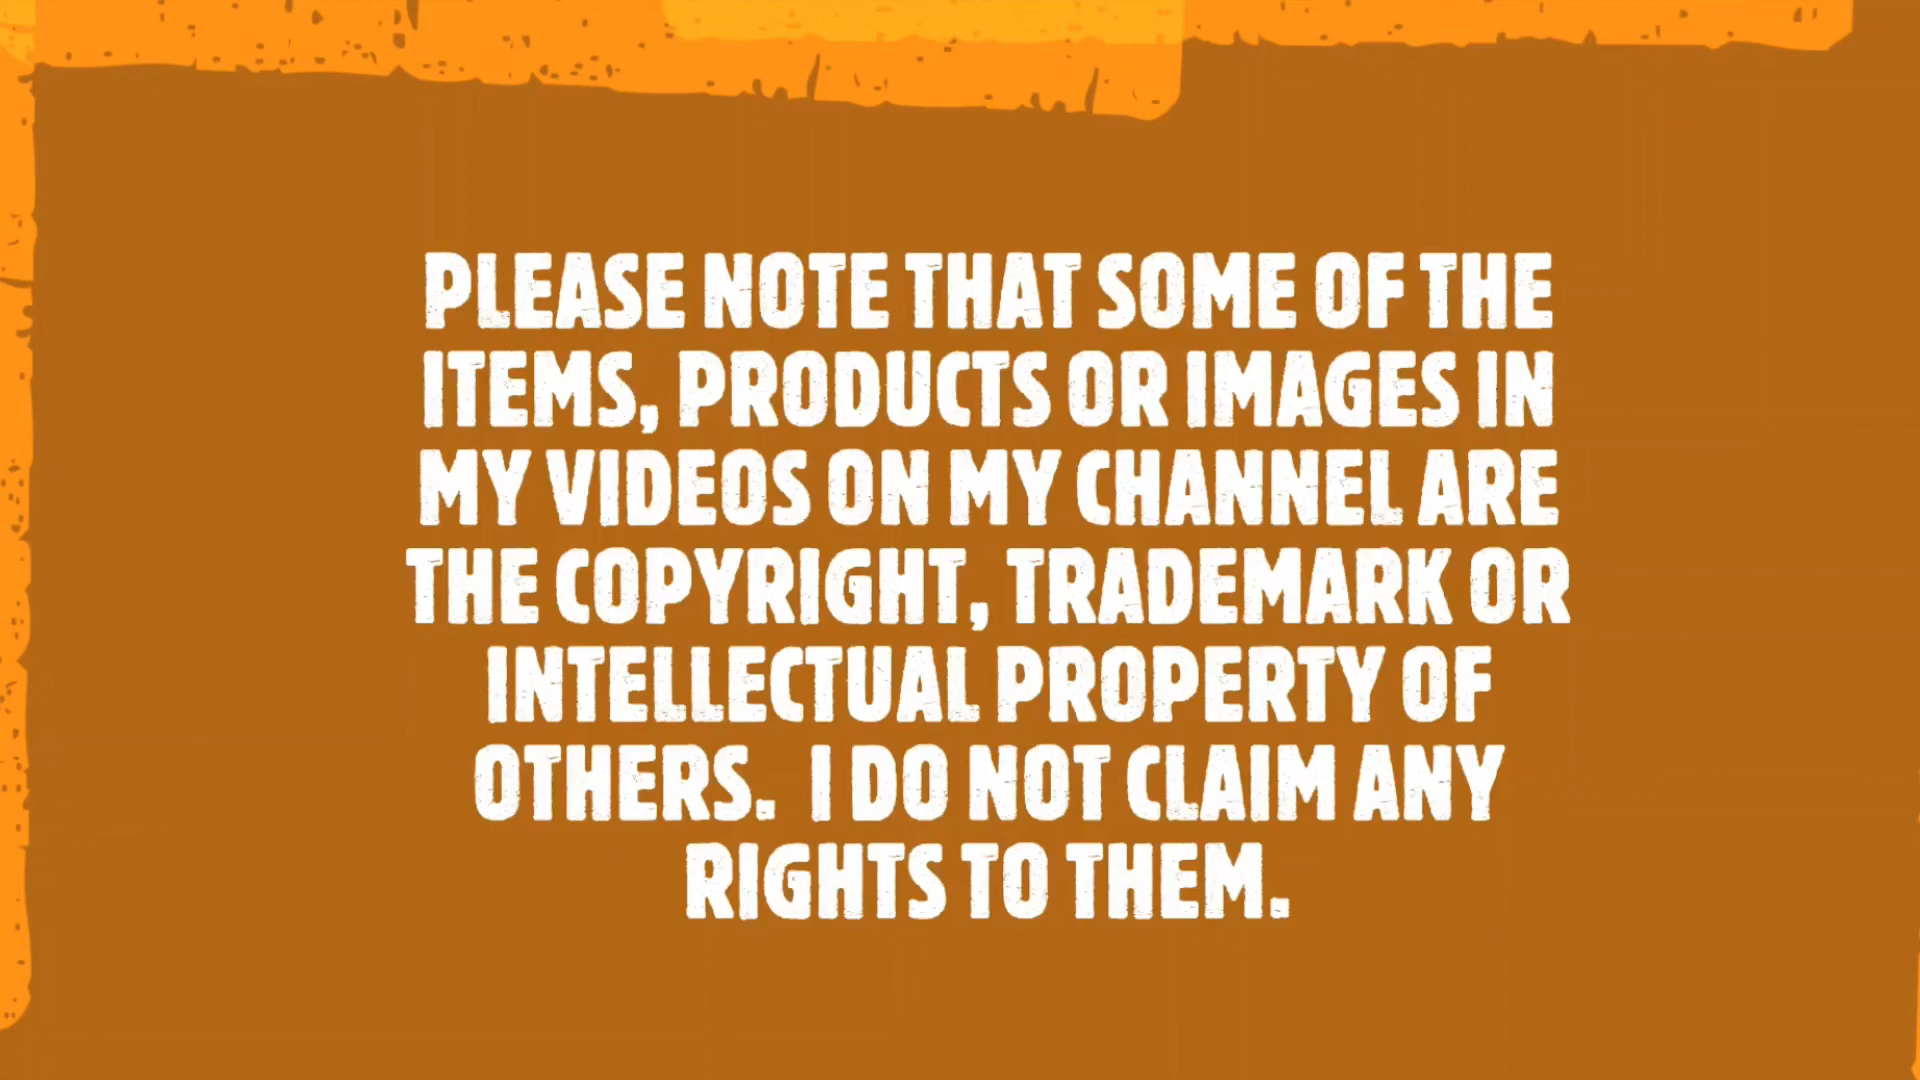 PLEASE NOTE THAT SOME OF THE
ITEMS, PRODUCTS OR IMAGES IN
MY VIDEOS ON MY CHANNEL ARE
THE COPYRIGHT, TRADEMARK OR
INTELLECTUAL PROPERTY OF
OTHERS.  I DO NOT CLAIM ANY
RIGHTS TO THEM.